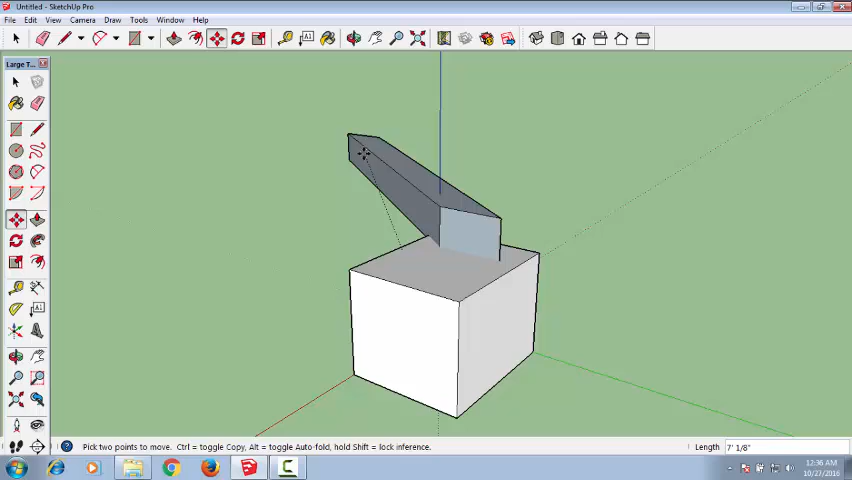 Untitled - SketchUp Pro
File Edit View Camera Draw Tools Window Help
A1
Large T...
A1
Pick two points to move. Ctrl = toggle Copy, Alt = toggle Auto-fold, hold Shift = lock inference.
Length 7' 1/8"
12:36 AM
10/27/2016